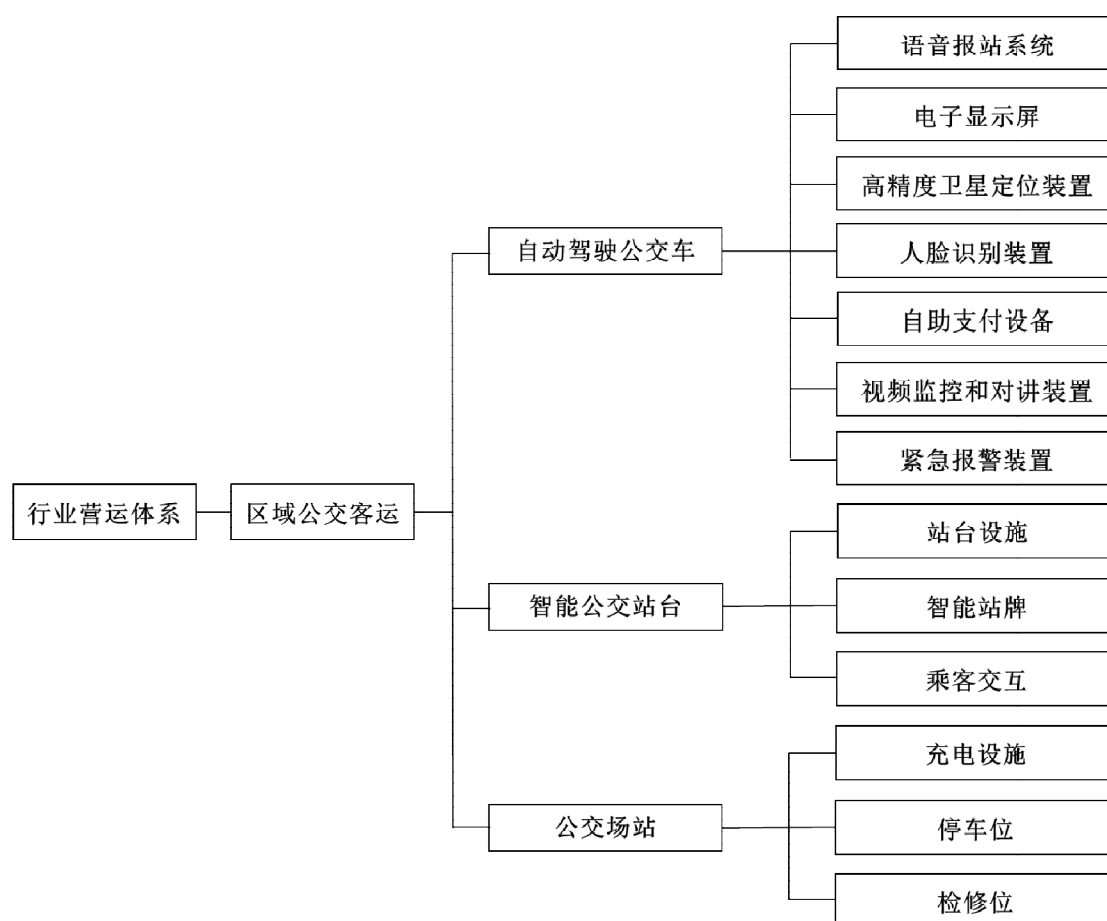 行业营运体系
区域公交客运
自动驾驶公交车
语音报站系统
电子显示屏
高精度卫星定位装置
人脸识别装置
自助支付设备
视频监控和对讲装置
紧急报警装置
智能公交站台
站台设施
智能站牌
乘客交互
公交场站
充电设施
停车位
检修位